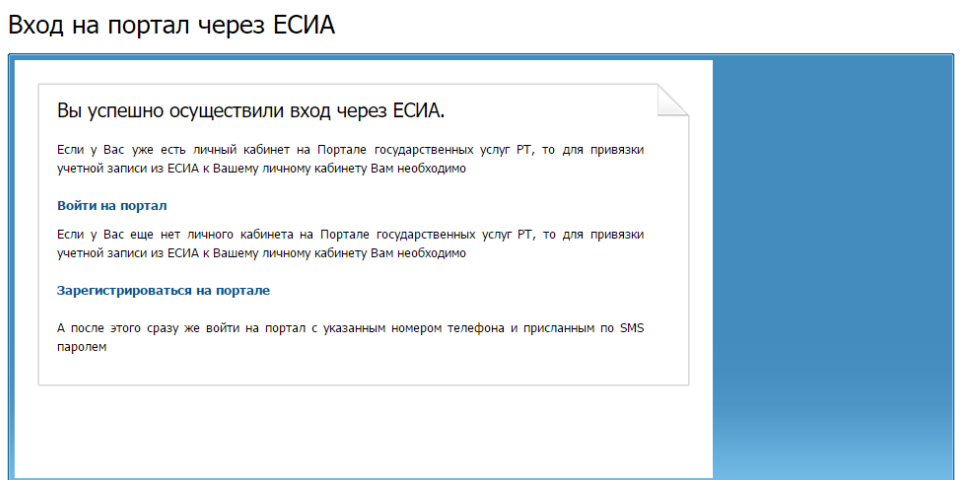 Вход на портал через ЕСИА
Вы успешно осуществили вход через ЕСИА.
Если у Вас уже есть личный кабинет на Портале государственных услуг РТ, то для привязки
учетной записи из ЕСИА к Вашему личному кабинету Вам необходимо
Войти на портал
Если у Вас еще нет личного кабинета на Портале государственных услуг РТ, то для привязки
учетной записи из ЕСИА к Вашему личному кабинету Вам необходимо
Зарегистрироваться на портале
А после этого сразу же войти на портал с указанным номером телефона и присланным по SMS
паролем